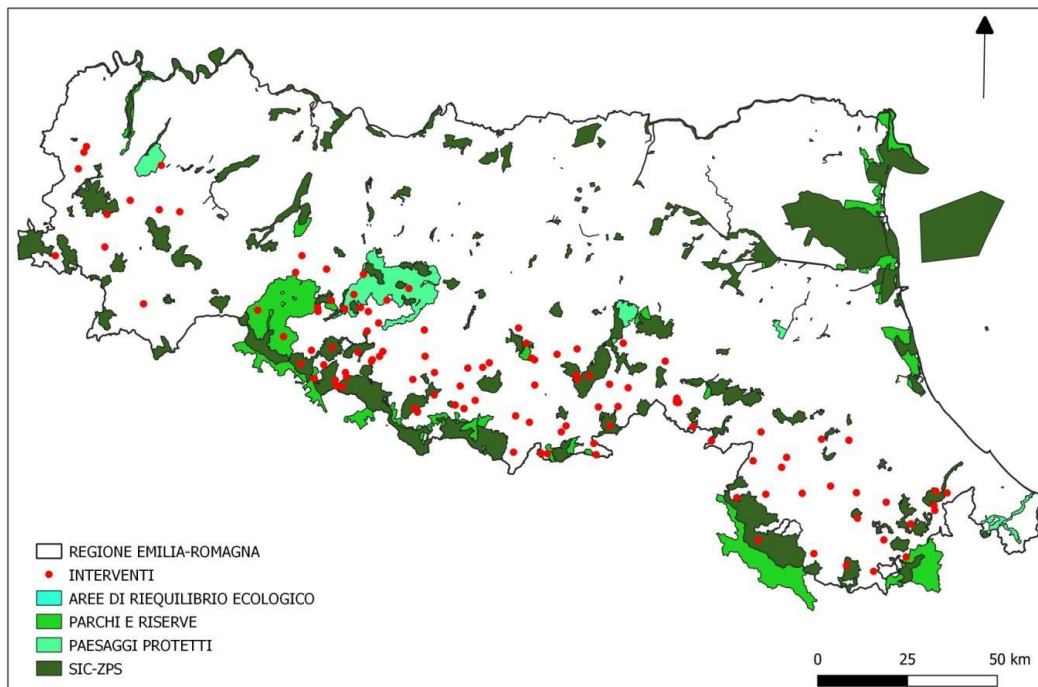 REGIONE EMILIA-ROMAGNA
INTERVENTI
AREE DI RIEQUILIBRIO ECOLOGICO
PARCHI E RISERVE
PAESAGGI PROTETTI
SIC-ZPS
0 25 50 km